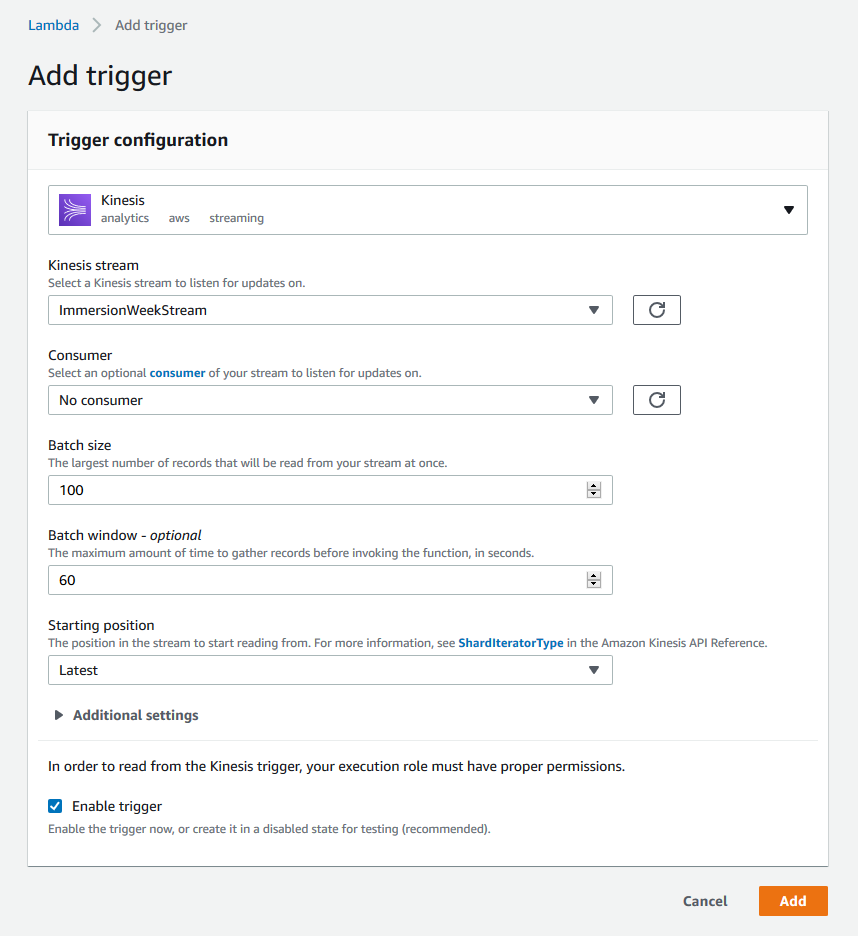 Lambda > Add trigger
Add trigger
Trigger configuration
Kinesis
analytics aws streaming
Kinesis stream
Select a Kinesis stream to listen for updates on.
ImmersionWeekStream
Consumer
Select an optional consumer of your stream to listen for updates on.
No consumer
Batch size
The largest number of records that will be read from your stream at once.
100
Batch window - optional
The maximum amount of time to gather records before invoking the function, in seconds.
60
Starting position
The position in the stream to start reading from. For more information, see ShardIteratorType in the Amazon Kinesis API Reference.
Latest
Additional settings
In order to read from the Kinesis trigger, your execution role must have proper permissions.
Enable trigger
Enable the trigger now, or create it in a disabled state for testing (recommended).
Cancel Add